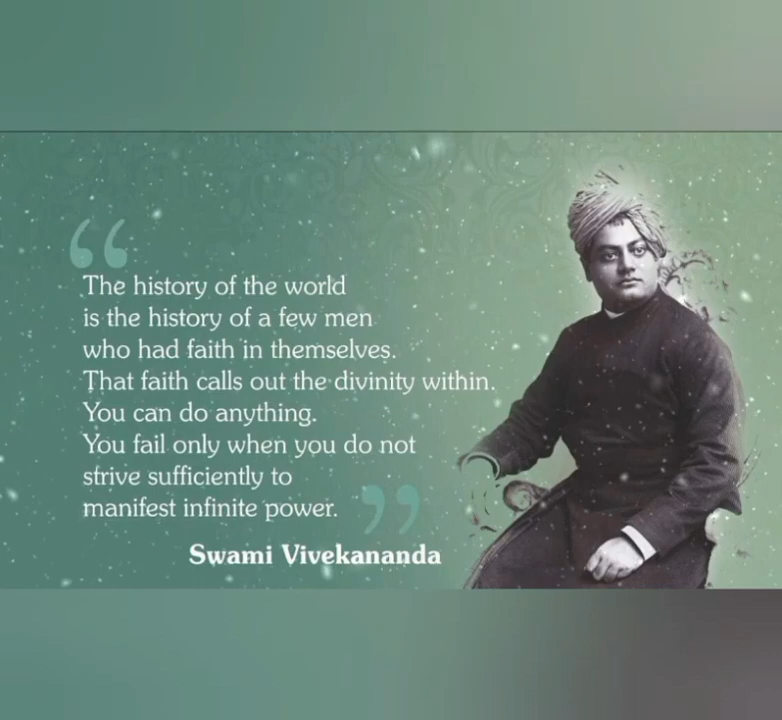 “
The history of the world
is the history of a few men
who had faith in themselves.
That faith calls out the divinity within.
You can do anything.
You fail only when you do not
strive sufficiently to
manifest infinite power.
”
Swami Vivekananda